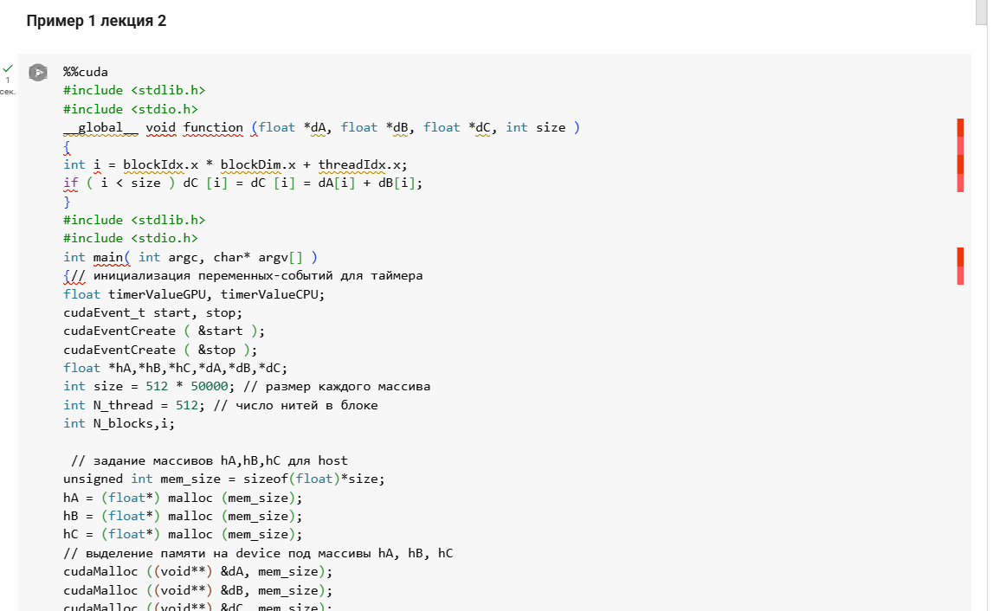 Пример 1 лекция 2
1
сек.
%%cuda
#include <stdlib.h>
#include <stdio.h>
__global__ void function (float *dA, float *dB, float *dC, int size )
{
int i = blockIdx.x * blockDim.x + threadIdx.x;
if ( i < size ) dC [i] = dC [i] = dA[i] + dB[i];
}
#include <stdlib.h>
#include <stdio.h>
int main( int argc, char* argv[] )
{// инициализация переменных-событий для таймера
float timerValueGPU, timerValueCPU;
cudaEvent_t start, stop;
cudaEventCreate ( &start );
cudaEventCreate ( &stop );
float *hA,*hB,*hC,*dA,*dB,*dC;
int size = 512 * 50000; // размер каждого массива
int N_thread = 512; // число нитей в блоке
int N_blocks,i;
// задание массивов hA,hB,hC для host
unsigned int mem_size = sizeof(float)*size;
hA = (float*) malloc (mem_size);
hB = (float*) malloc (mem_size);
hC = (float*) malloc (mem_size);
// выделение памяти на device под массивы hA, hB, hC
cudaMalloc ((void**) &dA, mem_size);
cudaMalloc ((void**) &dB, mem_size);
cudaMalloc ((void**) &dC, mem_size);